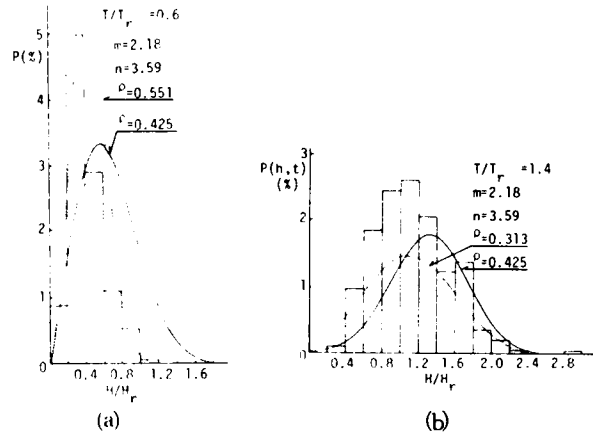 T/T_r =0.6
m=2.18
n=3.59
ρ=0.551
ρ=0.425
P(%)
5
4
3
2
1
0
0.4 0.8 1.2 1.6
H/H_r
(a)
T/T_r =1.4
m=2.18
n=3.59
ρ=0.313
ρ=0.425
P(h,t)
(%)
3
2
1
0
0.4 0.8 1.2 1.6 2.0 2.4 2.8
H/H_r
(b)